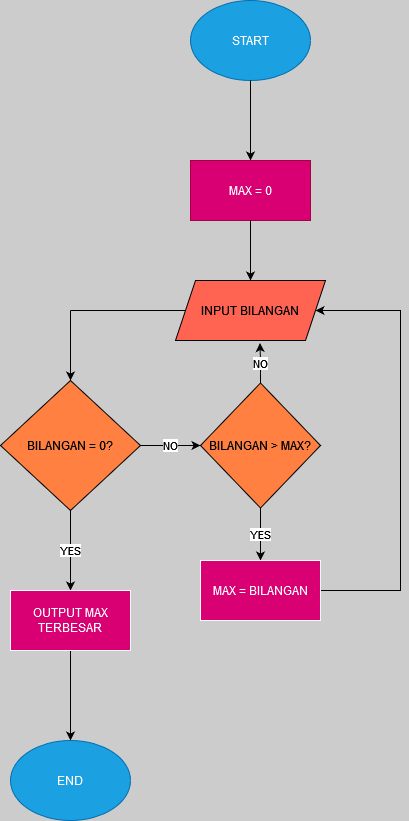 START
MAX = 0
INPUT BILANGAN
NO
BILANGAN = 0?
NO
BILANGAN > MAX?
YES
YES
MAX = BILANGAN
OUTPUT MAX
TERBESAR
END